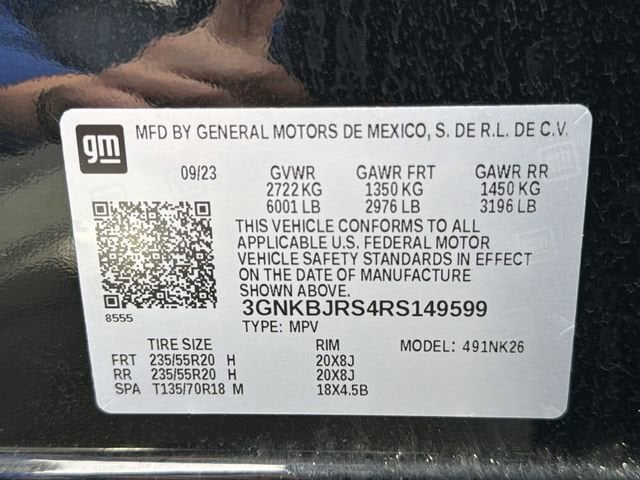 gm MFD BY GENERAL MOTORS DE MEXICO, S. DE R.L. DE C.V.
09/23 GVWR GAWR FRT GAWR RR
2722 KG 1350 KG 1450 KG
6001 LB 2976 LB 3196 LB
THIS VEHICLE CONFORMS TO ALL
APPLICABLE U.S. FEDERAL MOTOR
VEHICLE SAFETY STANDARDS IN EFFECT
ON THE DATE OF MANUFACTURE
SHOWN ABOVE.
3GNKBJRS4RS149599
8555
TYPE: MPV
TIRE SIZE RIM MODEL: 491NK26
FRT 235/55R20 H 20X8J
RR 235/55R20 H 20X8J
SPA T135/70R18 M 18X4.5B